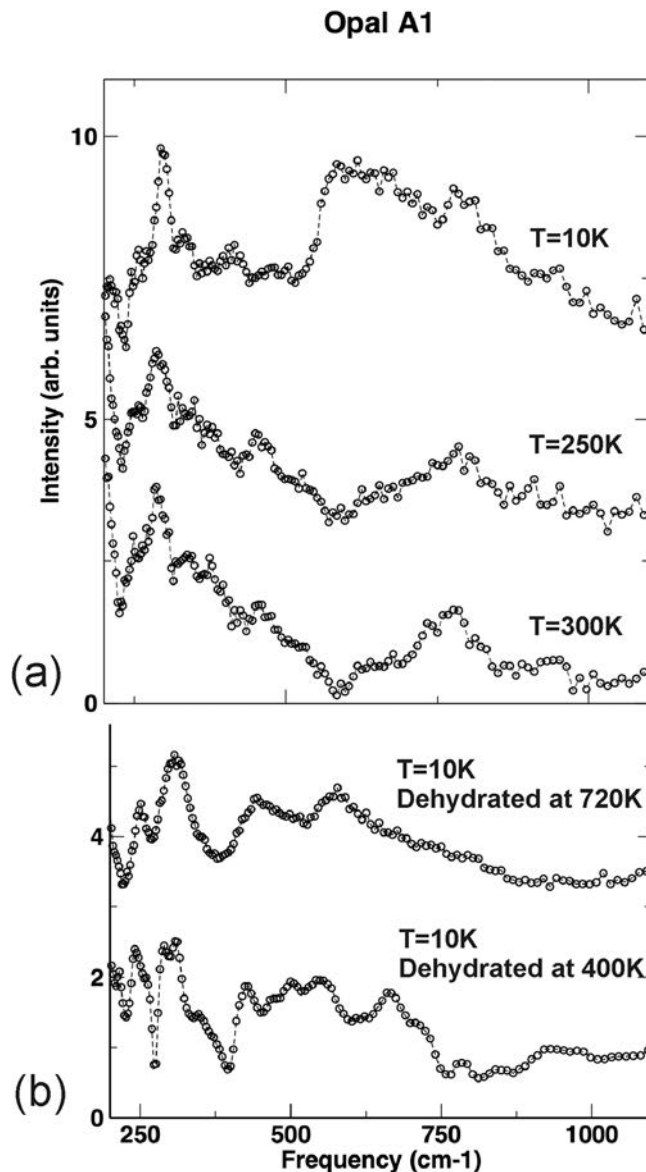 Opal A1
10
T=10K
Intensity (arb. units)
5
T=250K
T=300K
(a)
0
T=10K
Dehydrated at 720K
4
T=10K
Dehydrated at 400K
2
(b)
0
250
500
750
1000
Frequency (cm-1)